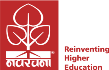 नवरचना
Reinventing
Higher
Education